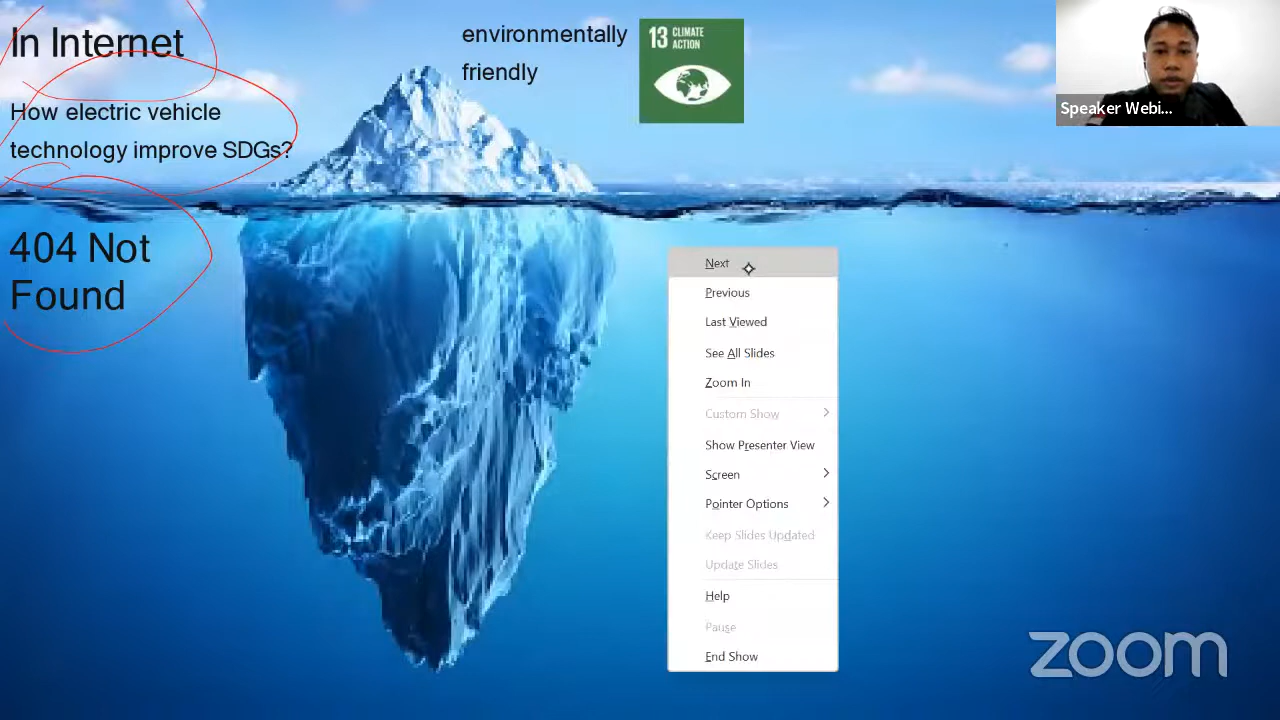 In Internet
How electric vehicle
technology improve SDGs?
404 Not
Found
environmentally
friendly
13 CLIMATE
ACTION
Speaker Webi...
Next
Previous
Last Viewed
See All Slides
Zoom In
Custom Show
Show Presenter View
Screen
Pointer Options
Keep Slides Updated
Update Slides
Help
Pause
End Show
zoom